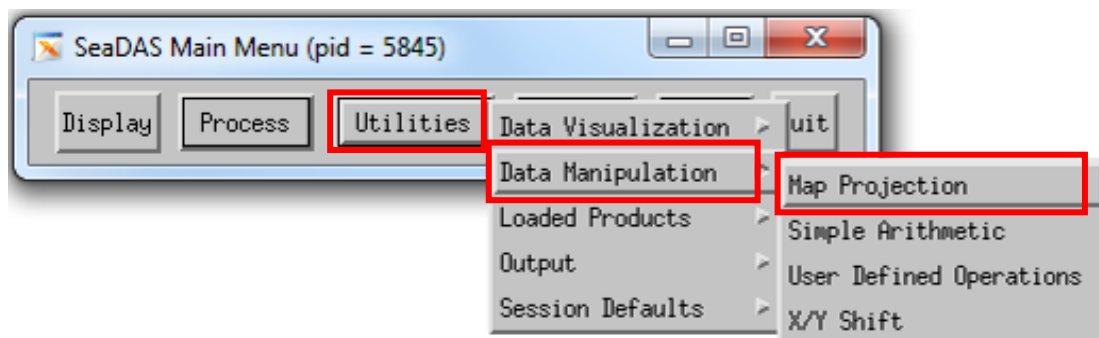 SeaDAS Main Menu (pid = 5845)
Display Process Utilities uit
Data Visualization
Data Manipulation
Loaded Products
Output
Session Defaults
Map Projection
Simple Arithmetic
User Defined Operations
X/Y Shift